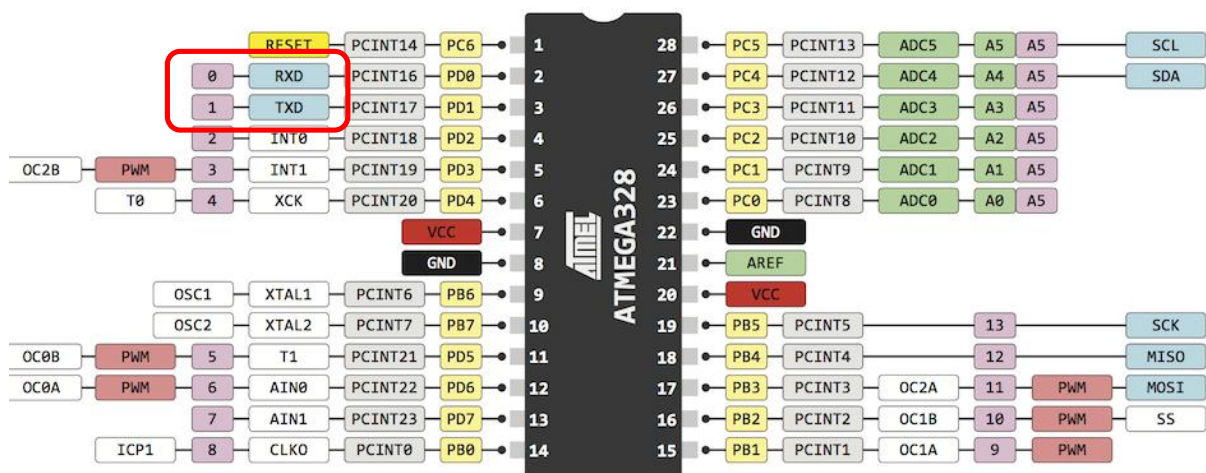 RESET PCINT14 PC6 1 28 PC5 PCINT13 ADC5 A5 A5 SCL
0 RXD PCINT16 PD0 2 27 PC4 PCINT12 ADC4 A4 A5 SDA
1 TXD PCINT17 PD1 3 26 PC3 PCINT11 ADC3 A3 A5
2 INT0 PCINT18 PD2 4 25 PC2 PCINT10 ADC2 A2 A5
OC2B PWM 3 INT1 PCINT19 PD3 5 24 PC1 PCINT9 ADC1 A1 A5
T0 4 XCK PCINT20 PD4 6 23 PC0 PCINT8 ADC0 A0 A5
VCC 7 22 GND
GND 8 21 AREF
OSC1 XTAL1 PCINT6 PB6 9 20 VCC
OSC2 XTAL2 PCINT7 PB7 10 19 PB5 PCINT5 13 SCK
OC0B PWM 5 T1 PCINT21 PD5 11 18 PB4 PCINT4 12 MISO
OC0A PWM 6 AIN0 PCINT22 PD6 12 17 PB3 PCINT3 OC2A 11 PWM MOSI
7 AIN1 PCINT23 PD7 13 16 PB2 PCINT2 OC1B 10 PWM SS
ICP1 8 CLKO PCINT0 PB0 14 15 PB1 PCINT1 OC1A 9 PWM
ATMEL
ATMEGA328